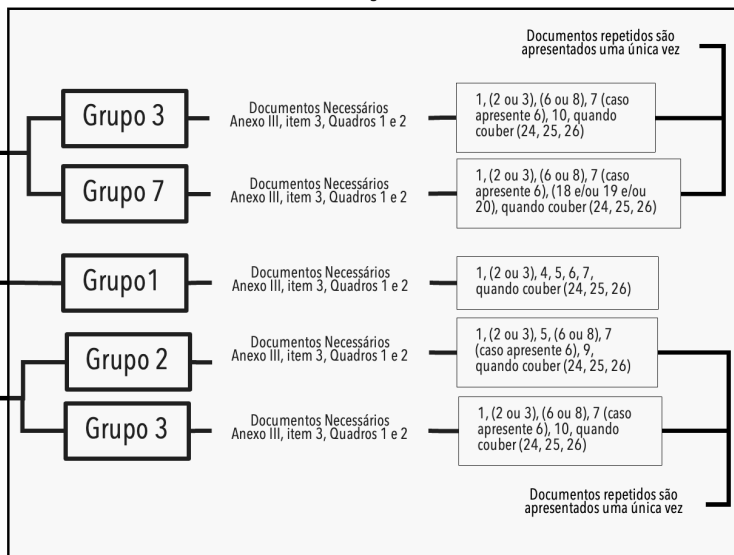 Documentos repetidos são
apresentados uma única vez
Grupo 3
Documentos Necessários
Anexo III, item 3, Quadros 1 e 2
1, (2 ou 3), (6 ou 8), 7 (caso
apresente 6), 10, quando
couber (24, 25, 26)
Grupo 7
Documentos Necessários
Anexo III, item 3, Quadros 1 e 2
1, (2 ou 3), (6 ou 8), 7 (caso
apresente 6), (18 e/ou 19 e/ou
20), quando couber (24, 25, 26)
Grupo1
Documentos Necessários
Anexo III, item 3, Quadros 1 e 2
1, (2 ou 3), 4, 5, 6, 7,
quando couber (24, 25, 26)
Grupo 2
Documentos Necessários
Anexo III, item 3, Quadros 1 e 2
1, (2 ou 3), 5, (6 ou 8), 7
(caso apresente 6), 9,
quando couber (24, 25, 26)
Grupo 3
Documentos Necessários
Anexo III, item 3, Quadros 1 e 2
1, (2 ou 3), (6 ou 8), 7 (caso
apresente 6), 10, quando
couber (24, 25, 26)
Documentos repetidos são
apresentados uma única vez